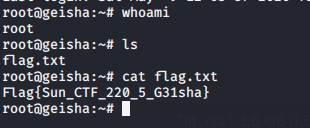 root@geisha:~# whoami
root
root@geisha:~# ls
flag.txt
root@geisha:~# cat flag.txt
Flag{Sun_CTF_220_5_G31sha}
root@geisha:~#